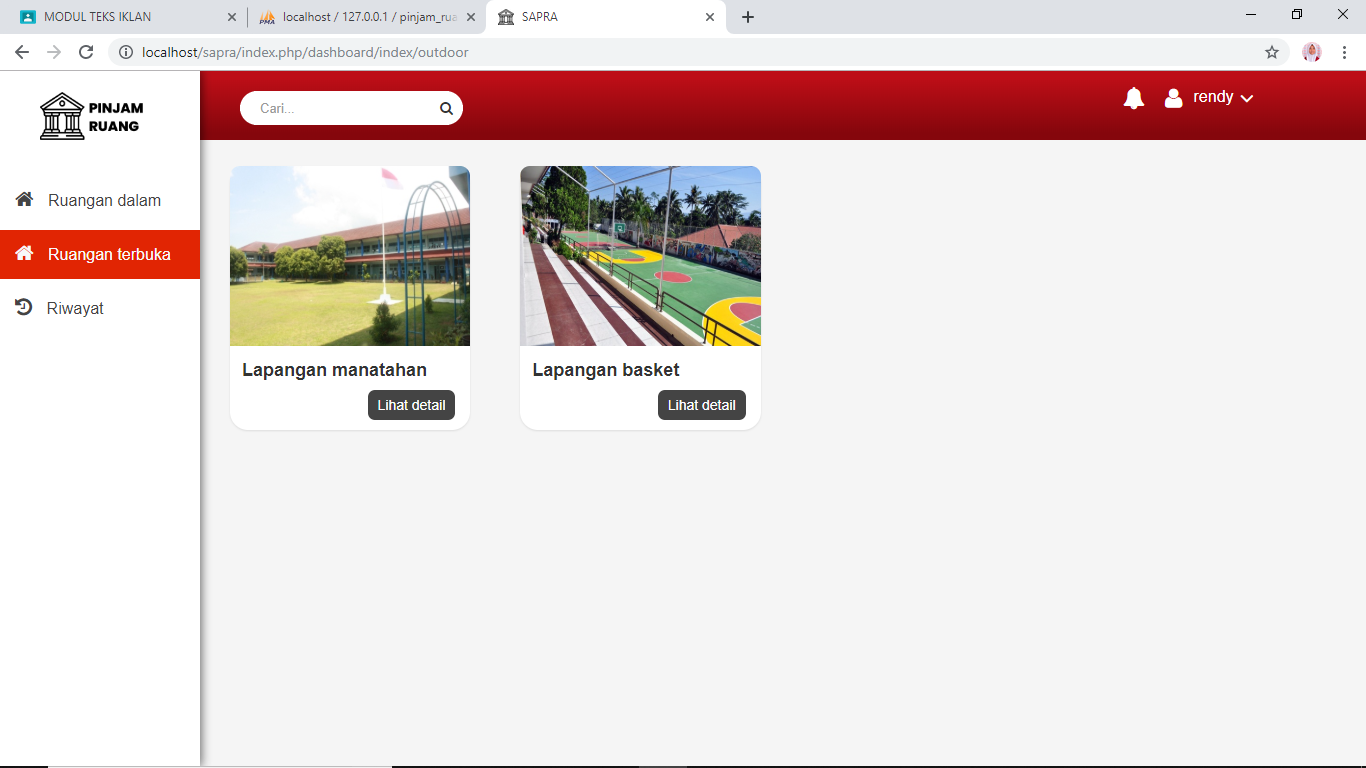 MODUL TEKS IKLAN
localhost / 127.0.0.1 / pinjam_rua
SAPRA
localhost/sapra/index.php/dashboard/index/outdoor
PINJAM
RUANG
Cari...
rendy
Ruangan dalam
Ruangan terbuka
Riwayat
Lapangan manatahan
Lihat detail
Lapangan basket
Lihat detail